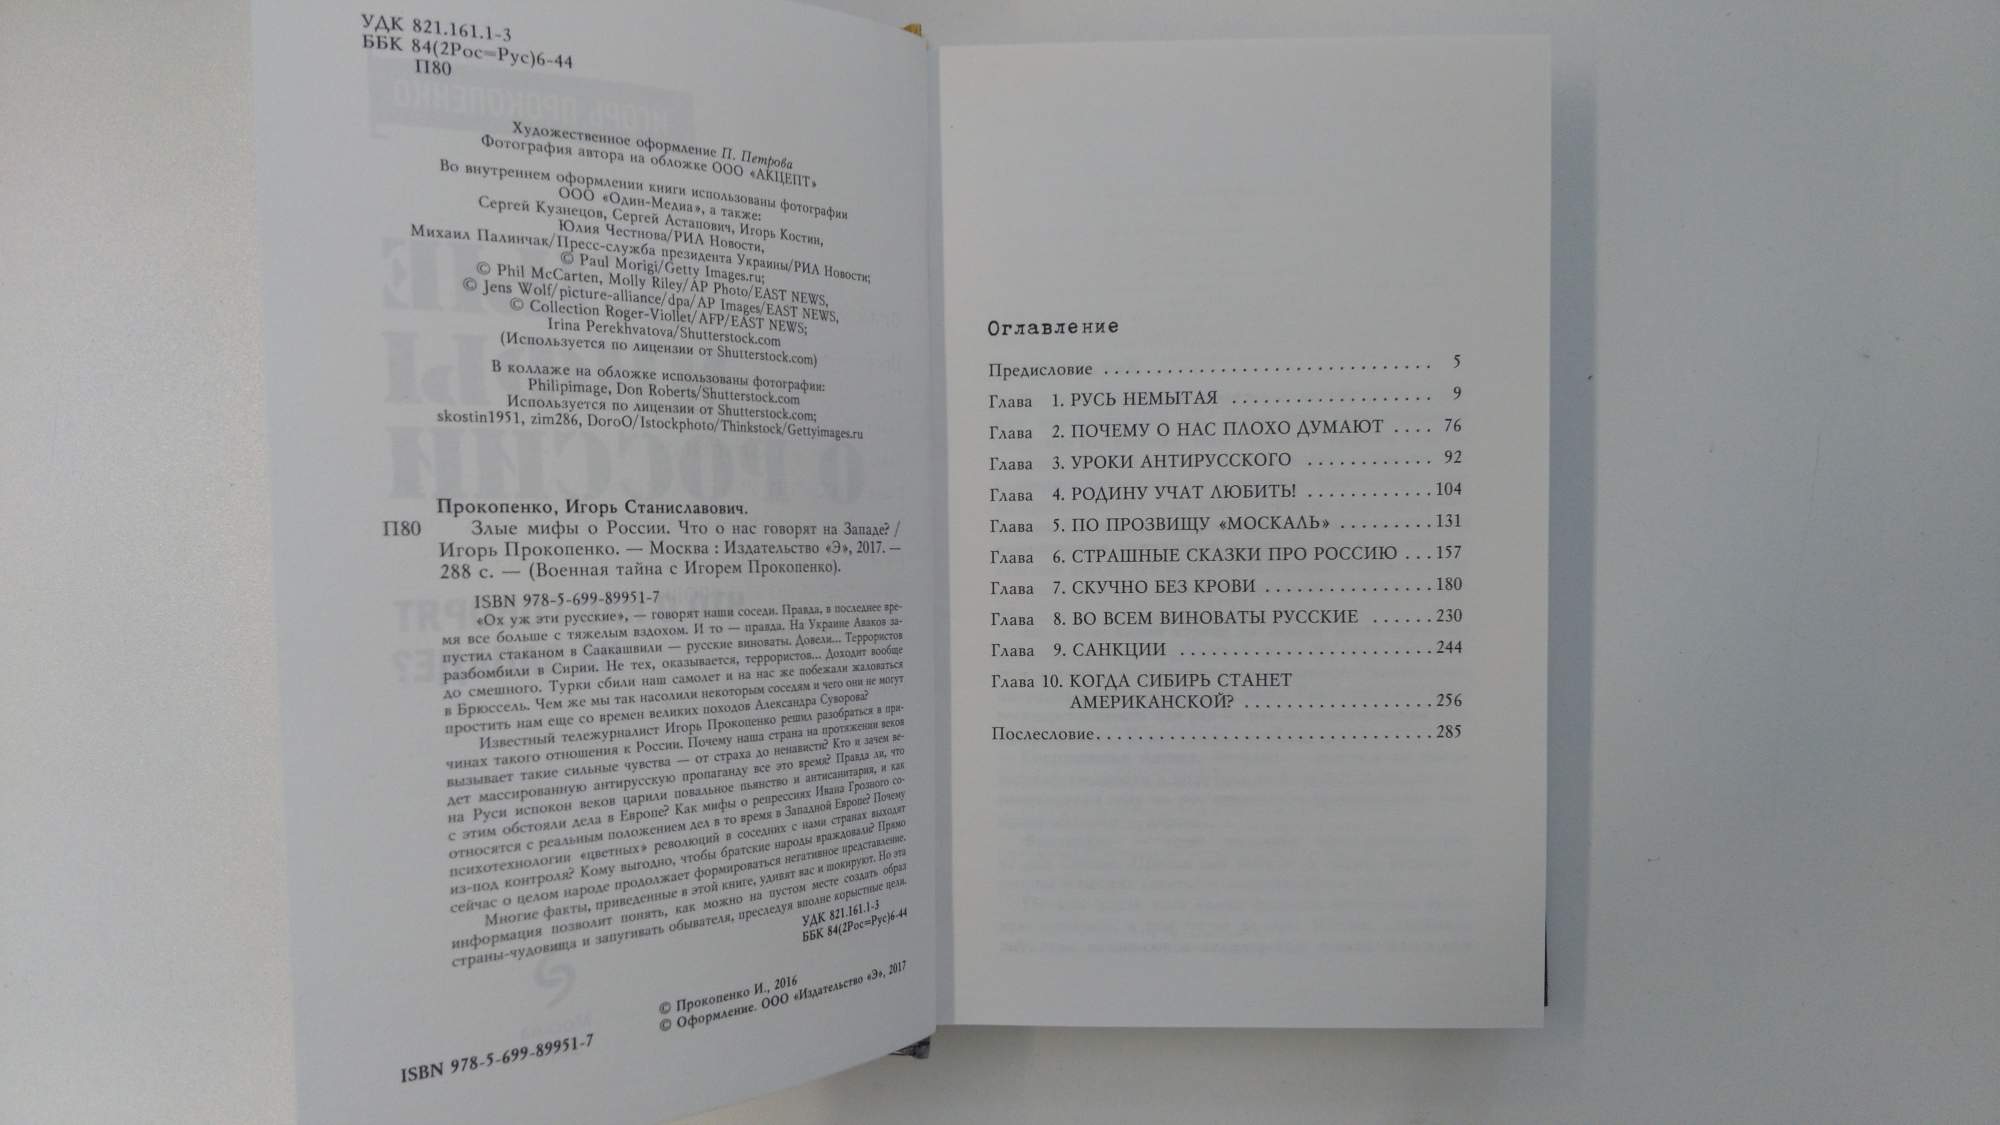 УДК 821.161.1-3
ББК 84(2Рос=Рус)6-44
П80
Художественное оформление П. Петрова
Фотография автора на обложке ООО «АКЦЕПТ»
Во внутреннем оформлении книги использованы фотографии
ООО «Один-Медиа», а также:
Сергей Кузнецов, Сергей Астапович, Игорь Костин,
Юлия Честнова/РИА Новости,
Михаил Палинчак/Пресс-служба президента Украины/РИА Новости;
© Paul Morigi/Getty Images.ru;
© Phil McCarten, Molly Riley/AP Photo/EAST NEWS,
© Jens Wolf/picture-alliance/dpa/AP Images/EAST NEWS,
© Collection Roger-Viollet/AFP/EAST NEWS;
Irina Perekhvatova/Shutterstock.com
(Используется по лицензии от Shutterstock.com)
В коллаже на обложке использованы фотографии:
Philipimage, Don Roberts/Shutterstock.com
Используется по лицензии от Shutterstock.com;
skostin1951, zim286, DoroO/Istockphoto/Thinkstock/Gettyimages.ru
Прокопенко, Игорь Станиславович.
П80 Злые мифы о России. Что о нас говорят на Западе? /
Игорь Прокопенко. — Москва : Издательство «Э», 2017. —
288 с. — (Военная тайна с Игорем Прокопенко).
ISBN 978-5-699-89951-7
«Ох уж эти русские», — говорят наши соседи. Правда, в последнее вре-
мя все больше с тяжелым вздохом. И то — правда. На Украине Аваков за-
пустил стаканом в Саакашвили — русские виноваты. Довели... Террористов
разбомбили в Сирии. Не тех, оказывается, террористов... Доходит вообще
до смешного. Турки сбили наш самолет и на нас же побежали жаловаться
в Брюссель. Чем же мы так насолили некоторым соседям и чего они не могут
простить нам еще со времен великих походов Александра Суворова?
Известный тележурналист Игорь Прокопенко решил разобраться в при-
чинах такого отношения к России. Почему наша страна на протяжении веков
вызывает такие сильные чувства — от страха до ненависти? Кто и зачем ве-
дет массированную антирусскую пропаганду все это время? Правда ли, что
на Руси испокон веков царили повальное пьянство и антисанитария, и как
с этим обстояли дела в Европе? Как мифы о репрессиях Ивана Грозного со-
относятся с реальным положением дел в то время в Западной Европе? Почему
психотехнологии «цветных» революций в соседних с нами странах выходят
из-под контроля? Кому выгодно, чтобы братские народы враждовали? Прямо
сейчас о целом народе продолжает формироваться негативное представление.
Многие факты, приведенные в этой книге, удивят вас и шокируют. Но эта
информация позволит понять, как можно на пустом месте создать образ
страны-чудовища и запугивать обывателя, преследуя вполне корыстные цели.
УДК 821.161.1-3
ББК 84(2Рос=Рус)6-44
© Прокопенко И., 2016
© Оформление. ООО «Издательство «Э», 2017
ISBN 978-5-699-89951-7
Оглавление
Предисловие . . . . . . . . . . . . . . . . . . . . . . . . . . . . . . . . 5
Глава 1. РУСЬ НЕМЫТАЯ . . . . . . . . . . . . . . . . . . . 9
Глава 2. ПОЧЕМУ О НАС ПЛОХО ДУМАЮТ . . . . 76
Глава 3. УРОКИ АНТИРУССКОГО . . . . . . . . . . . . 92
Глава 4. РОДИНУ УЧАТ ЛЮБИТЬ! . . . . . . . . . . . . 104
Глава 5. ПО ПРОЗВИЩУ «МОСКАЛЬ» . . . . . . . . . 131
Глава 6. СТРАШНЫЕ СКАЗКИ ПРО РОССИЮ . . . 157
Глава 7. СКУЧНО БЕЗ КРОВИ . . . . . . . . . . . . . . . . 180
Глава 8. ВО ВСЕМ ВИНОВАТЫ РУССКИЕ . . . . . . 230
Глава 9. САНКЦИИ . . . . . . . . . . . . . . . . . . . . . . . . 244
Глава 10. КОГДА СИБИРЬ СТАНЕТ
АМЕРИКАНСКОЙ? . . . . . . . . . . . . . . . . . . 256
Послесловие . . . . . . . . . . . . . . . . . . . . . . . . . . . . . . . . 285